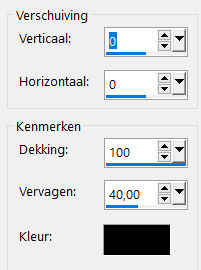 Verschuiving
Verticaal: 0
Horizontaal: 0
Kenmerken
Dekking: 100
Vervagen: 40,00
Kleur: